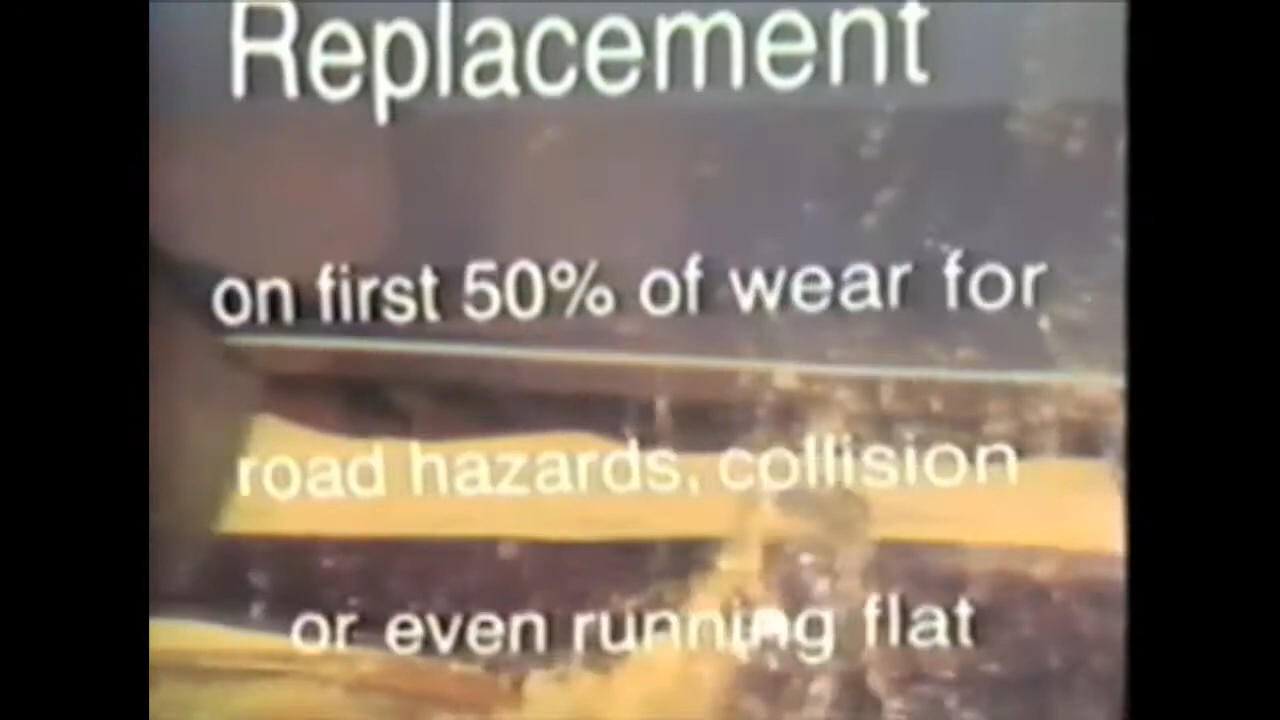 Replacement
on first 50% of wear for
road hazards, collision
or even running flat